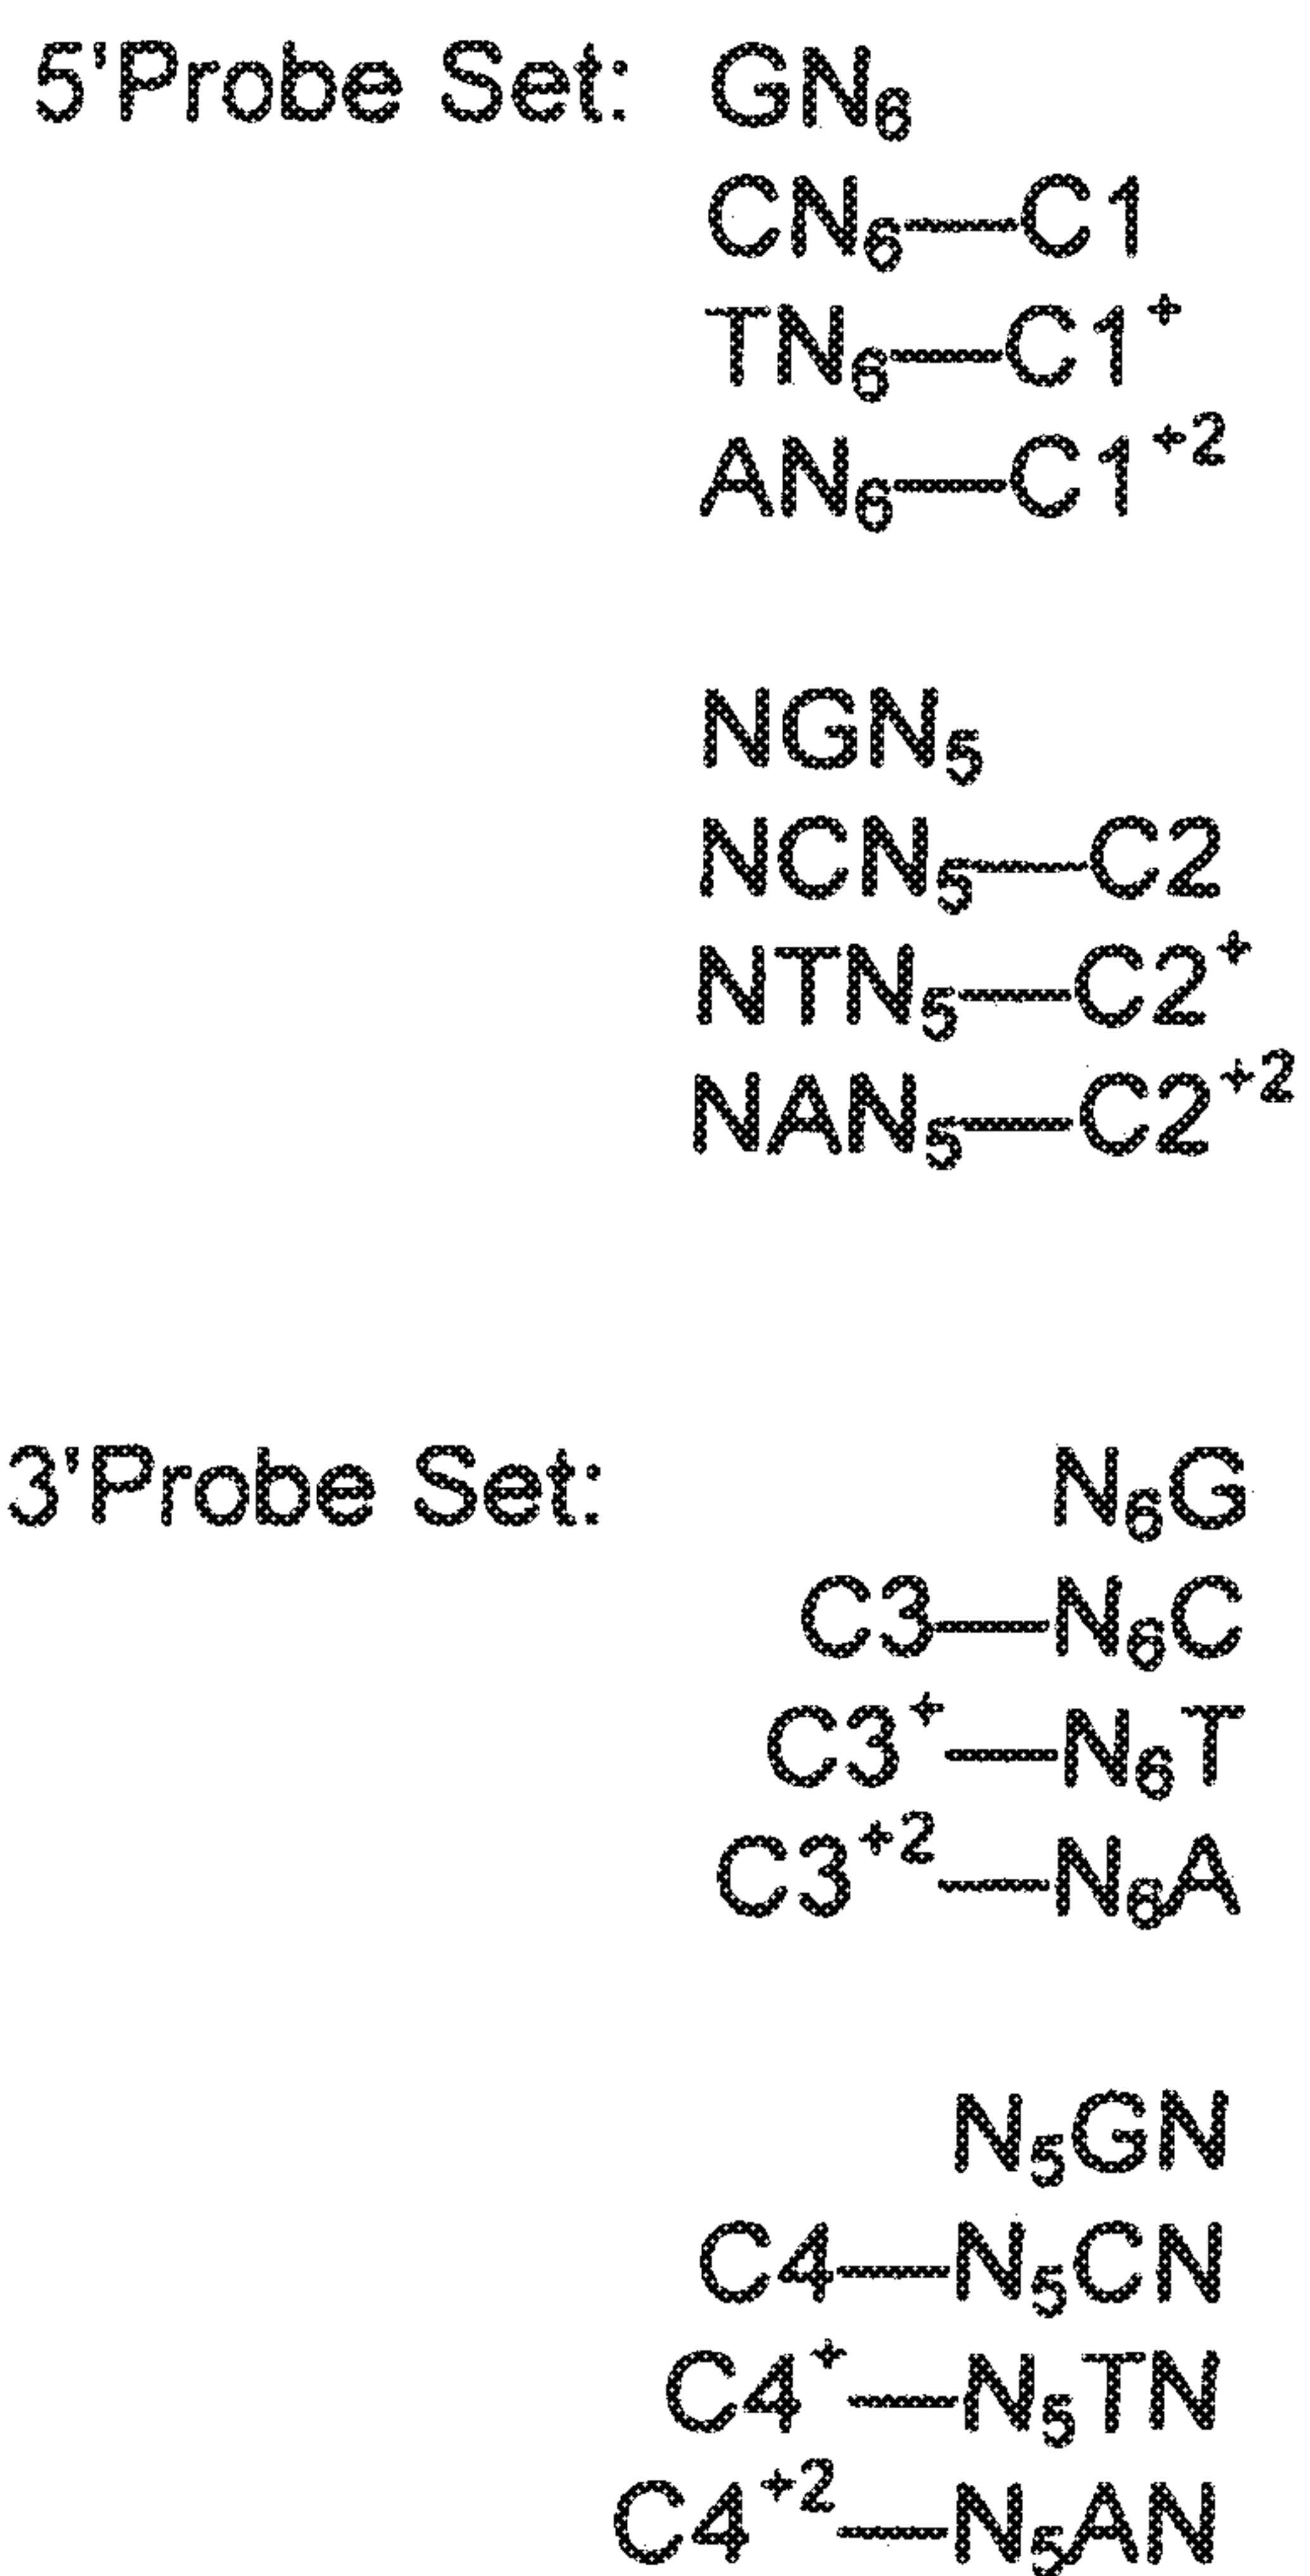 5'Probe Set: GN₆
CN₆—C1
TN₆—C1⁺
AN₆—C1⁺²
NGN₅
NCN₅—C2
NTN₅—C2⁺
NAN₅—C2⁺²
3'Probe Set: N₆G
C3—N₆C
C3⁺—N₆T
C3⁺²—N₆A
N₅GN
C4—N₅CN
C4⁺—N₅TN
C4⁺²—N₅AN